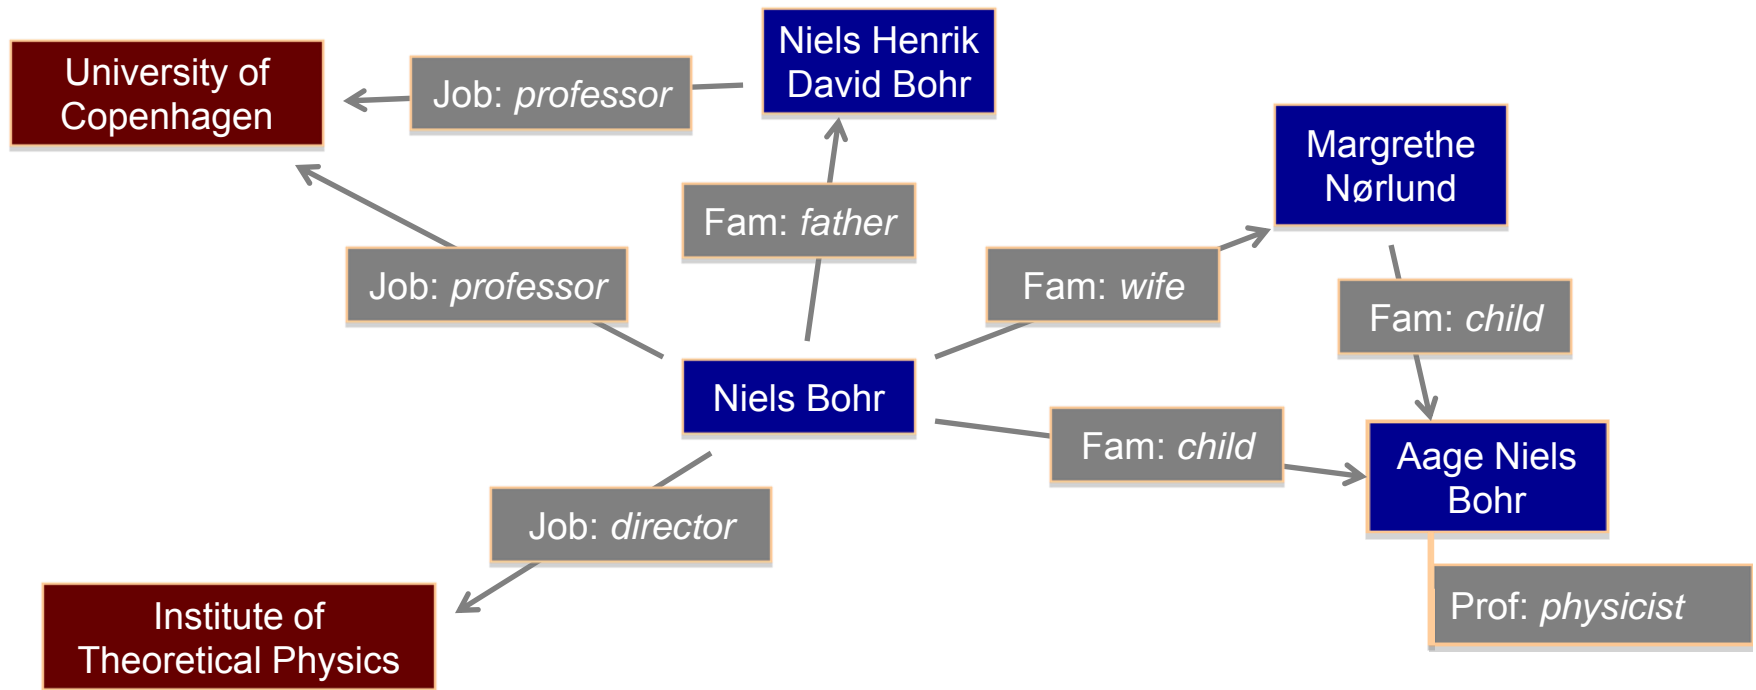 University of
Copenhagen
Job: professor
Niels Henrik
David Bohr
Margrethe
Nørlund
Fam: father
Job: professor
Fam: wife
Fam: child
Niels Bohr
Fam: child
Aage Niels
Bohr
Job: director
Prof: physicist
Institute of
Theoretical Physics